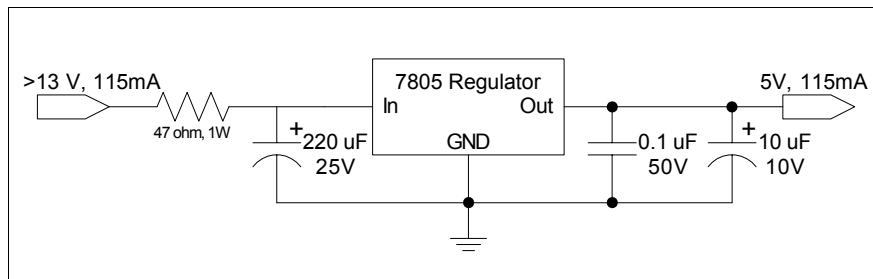 >13 V, 115mA
47 ohm, 1W
+
220 uF
25V
7805 Regulator
In
Out
GND
0.1 uF
50V
+
10 uF
10V
5V, 115mA